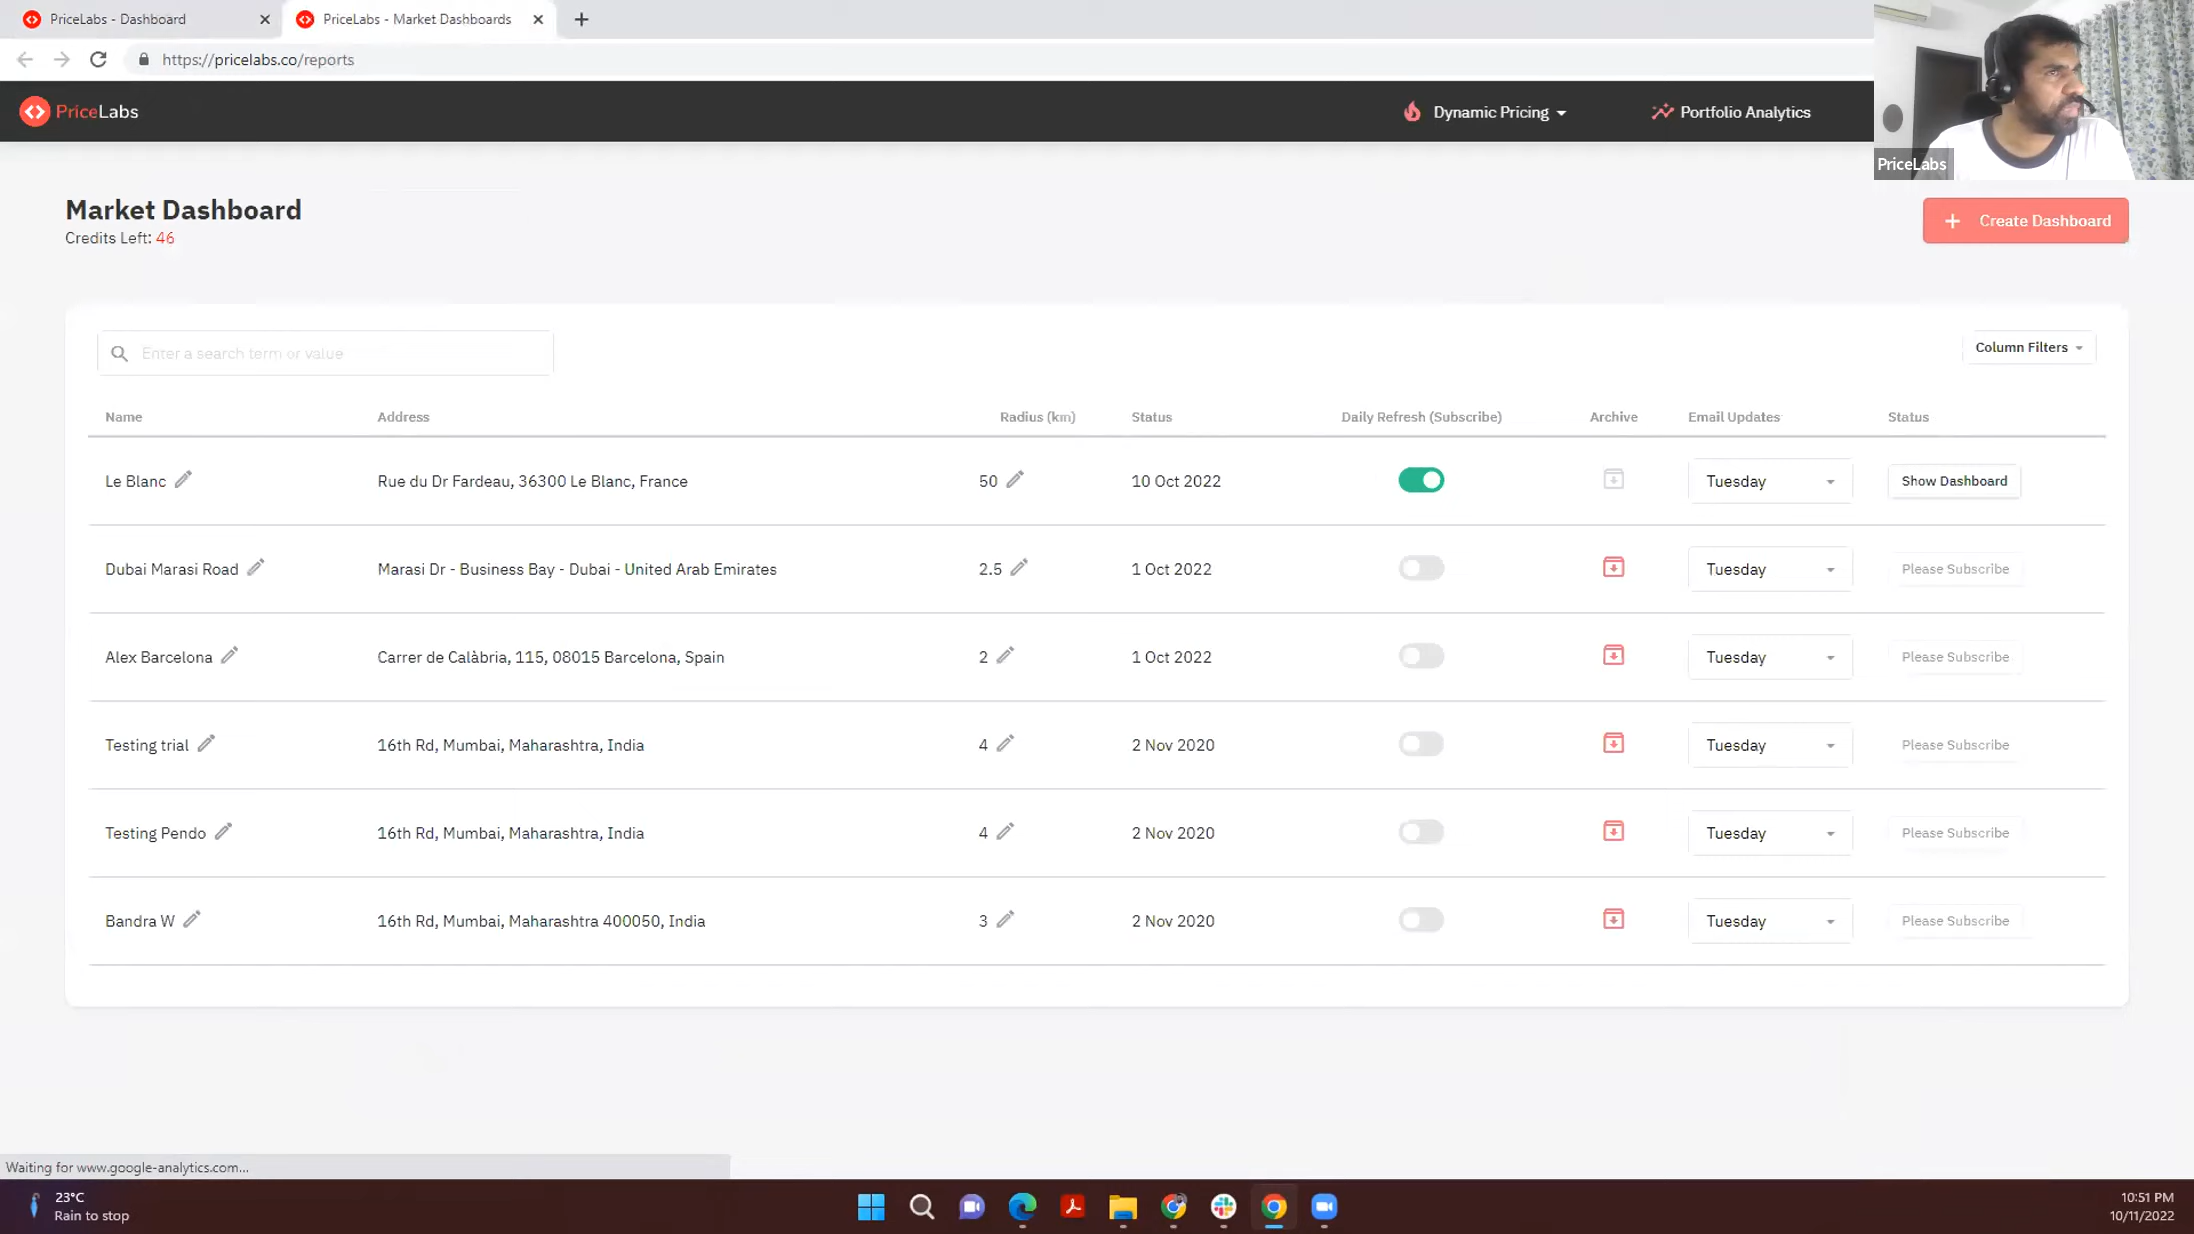 PriceLabs - Dashboard
PriceLabs - Market Dashboards
https://pricelabs.co/reports
PriceLabs
Dynamic Pricing
Portfolio Analytics
PriceLabs
Market Dashboard
Credits Left: 46
+ Create Dashboard
Enter a search term or value
Column Filters
Name Address Radius (km) Status Daily Refresh (Subscribe) Archive Email Updates Status
Le Blanc Rue du Dr Fardeau, 36300 Le Blanc, France 50 10 Oct 2022 Tuesday Show Dashboard
Dubai Marasi Road Marasi Dr - Business Bay - Dubai - United Arab Emirates 2.5 1 Oct 2022 Tuesday Please Subscribe
Alex Barcelona Carrer de Calàbria, 115, 08015 Barcelona, Spain 2 1 Oct 2022 Tuesday Please Subscribe
Testing trial 16th Rd, Mumbai, Maharashtra, India 4 2 Nov 2020 Tuesday Please Subscribe
Testing Pendo 16th Rd, Mumbai, Maharashtra, India 4 2 Nov 2020 Tuesday Please Subscribe
Bandra W 16th Rd, Mumbai, Maharashtra 400050, India 3 2 Nov 2020 Tuesday Please Subscribe
Waiting for www.google-analytics.com...
23°C
Rain to stop
10:51 PM
10/11/2022